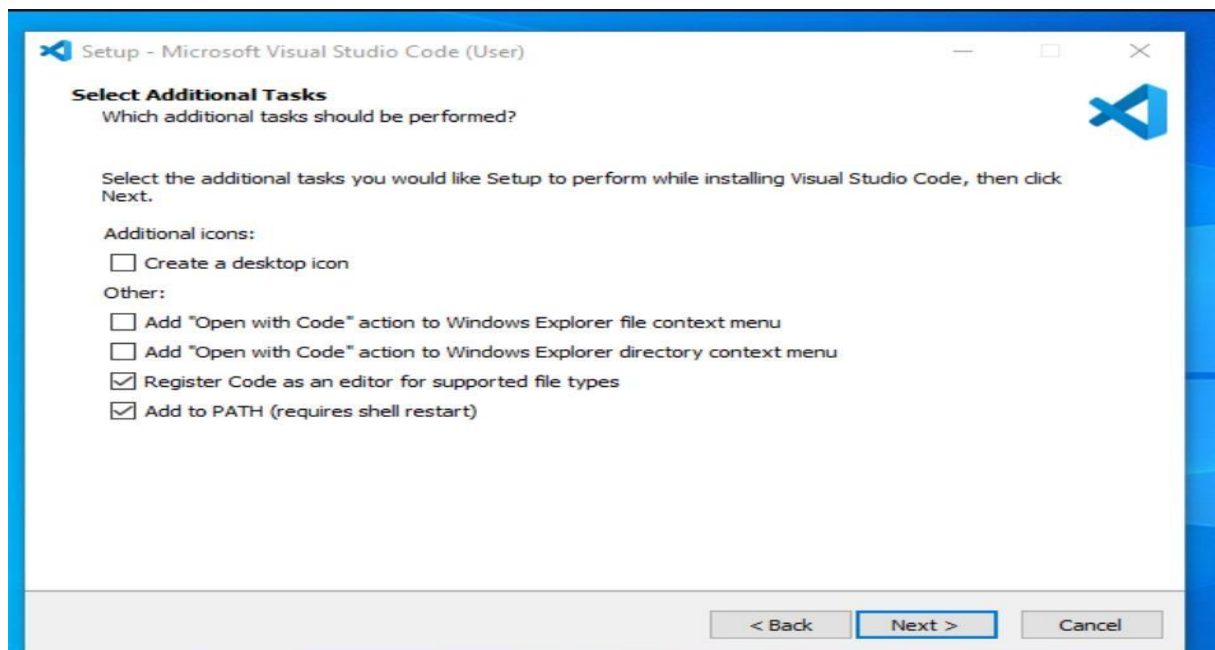 Setup - Microsoft Visual Studio Code (User)
Select Additional Tasks
Which additional tasks should be performed?
Select the additional tasks you would like Setup to perform while installing Visual Studio Code, then click
Next.
Additional icons:
Create a desktop icon
Other:
Add "Open with Code" action to Windows Explorer file context menu
Add "Open with Code" action to Windows Explorer directory context menu
Register Code as an editor for supported file types
Add to PATH (requires shell restart)
< Back Next > Cancel